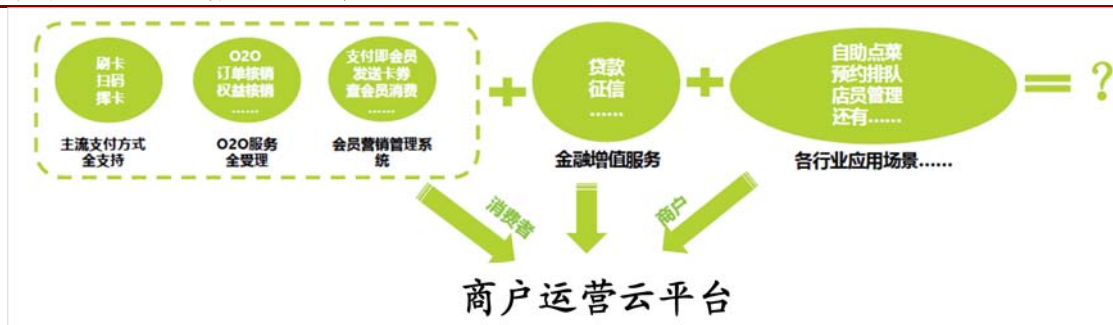 刷卡
扫码
挥卡
O2O
订单核销
权益核销
……
支付即会员
发送卡券
查会员消费
……
+
贷款
征信
……
+
自助点菜
预约排队
店员管理
还有……
= ?
主流支付方式
全支持
O2O服务
全受理
会员营销管理系
统
金融增值服务
各行业应用场景……
消费者
商户
商户运营云平台